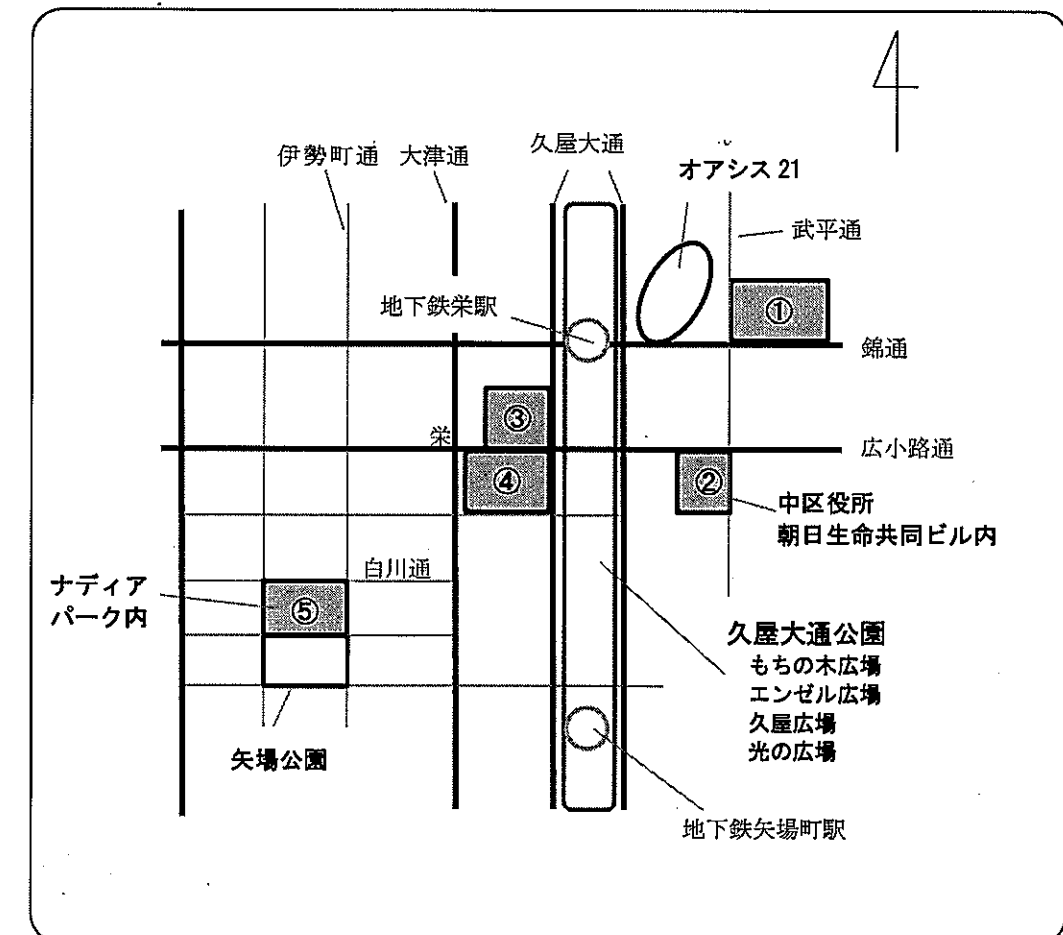 久屋大通
伊勢町通
大津通
オアシス 21
武平通
①
地下鉄栄駅
錦通
③
栄
広小路通
④
②
中区役所
朝日生命共同ビル内
白川通
ナディア
パーク内
⑤
久屋大通公園
もちの木広場
エンゼル広場
久屋広場
光の広場
矢場公園
地下鉄矢場町駅